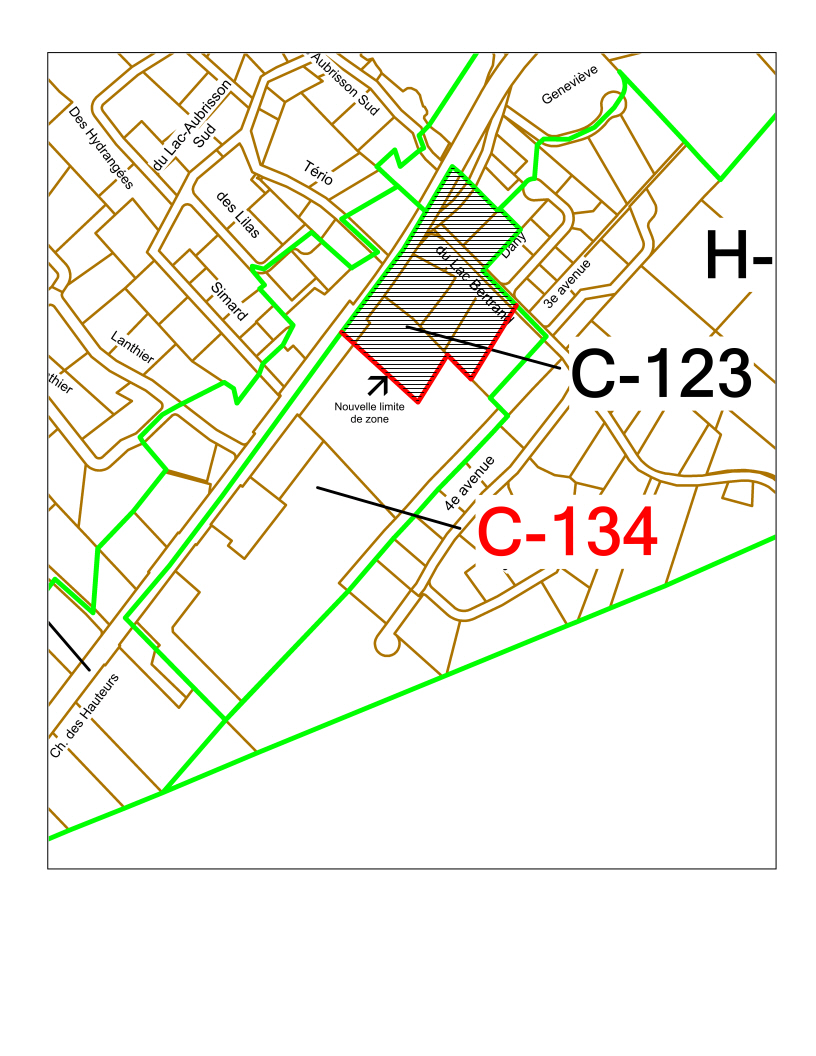 Aubrisson Sud
Geneviève
du Lac-Aubrisson
Sud
Des Hydrangées
Tério
des Lilas
Dany
H-
du Lac Bertrand
3e avenue
Simard
Lanthier
thier
C-123
Nouvelle limite
de zone
4e avenue
C-134
Ch. des Hauteurs